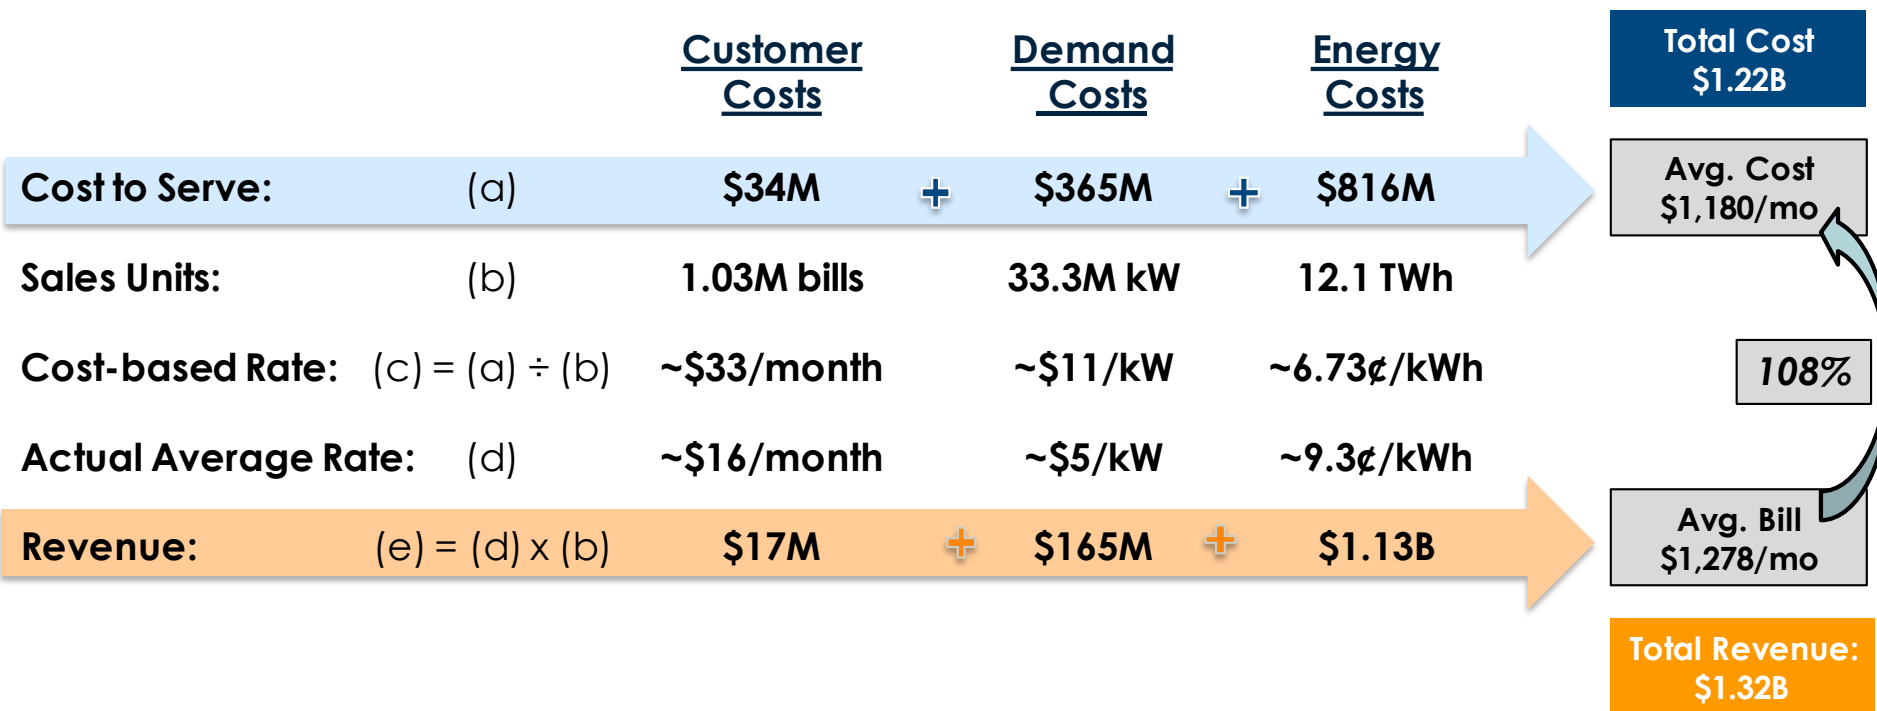 Customer Costs
Demand Costs
Energy Costs
Total Cost
$1.22B
Cost to Serve: (a) $34M + $365M + $816M
Avg. Cost
$1,180/mo
Sales Units: (b) 1.03M bills 33.3M kW 12.1 TWh
Cost-based Rate: (c) = (a) ÷ (b) ~$33/month ~$11/kW ~6.73¢/kWh
108%
Actual Average Rate: (d) ~$16/month ~$5/kW ~9.3¢/kWh
Revenue: (e) = (d) x (b) $17M + $165M + $1.13B
Avg. Bill
$1,278/mo
Total Revenue:
$1.32B